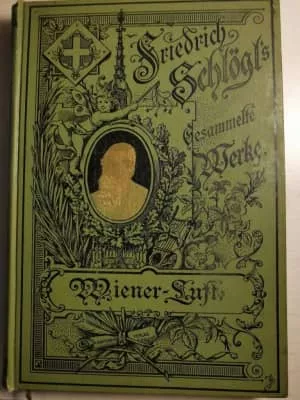 Friedrich
Schlögl's
Gesammelte
Werke.
Wiener-Luft.